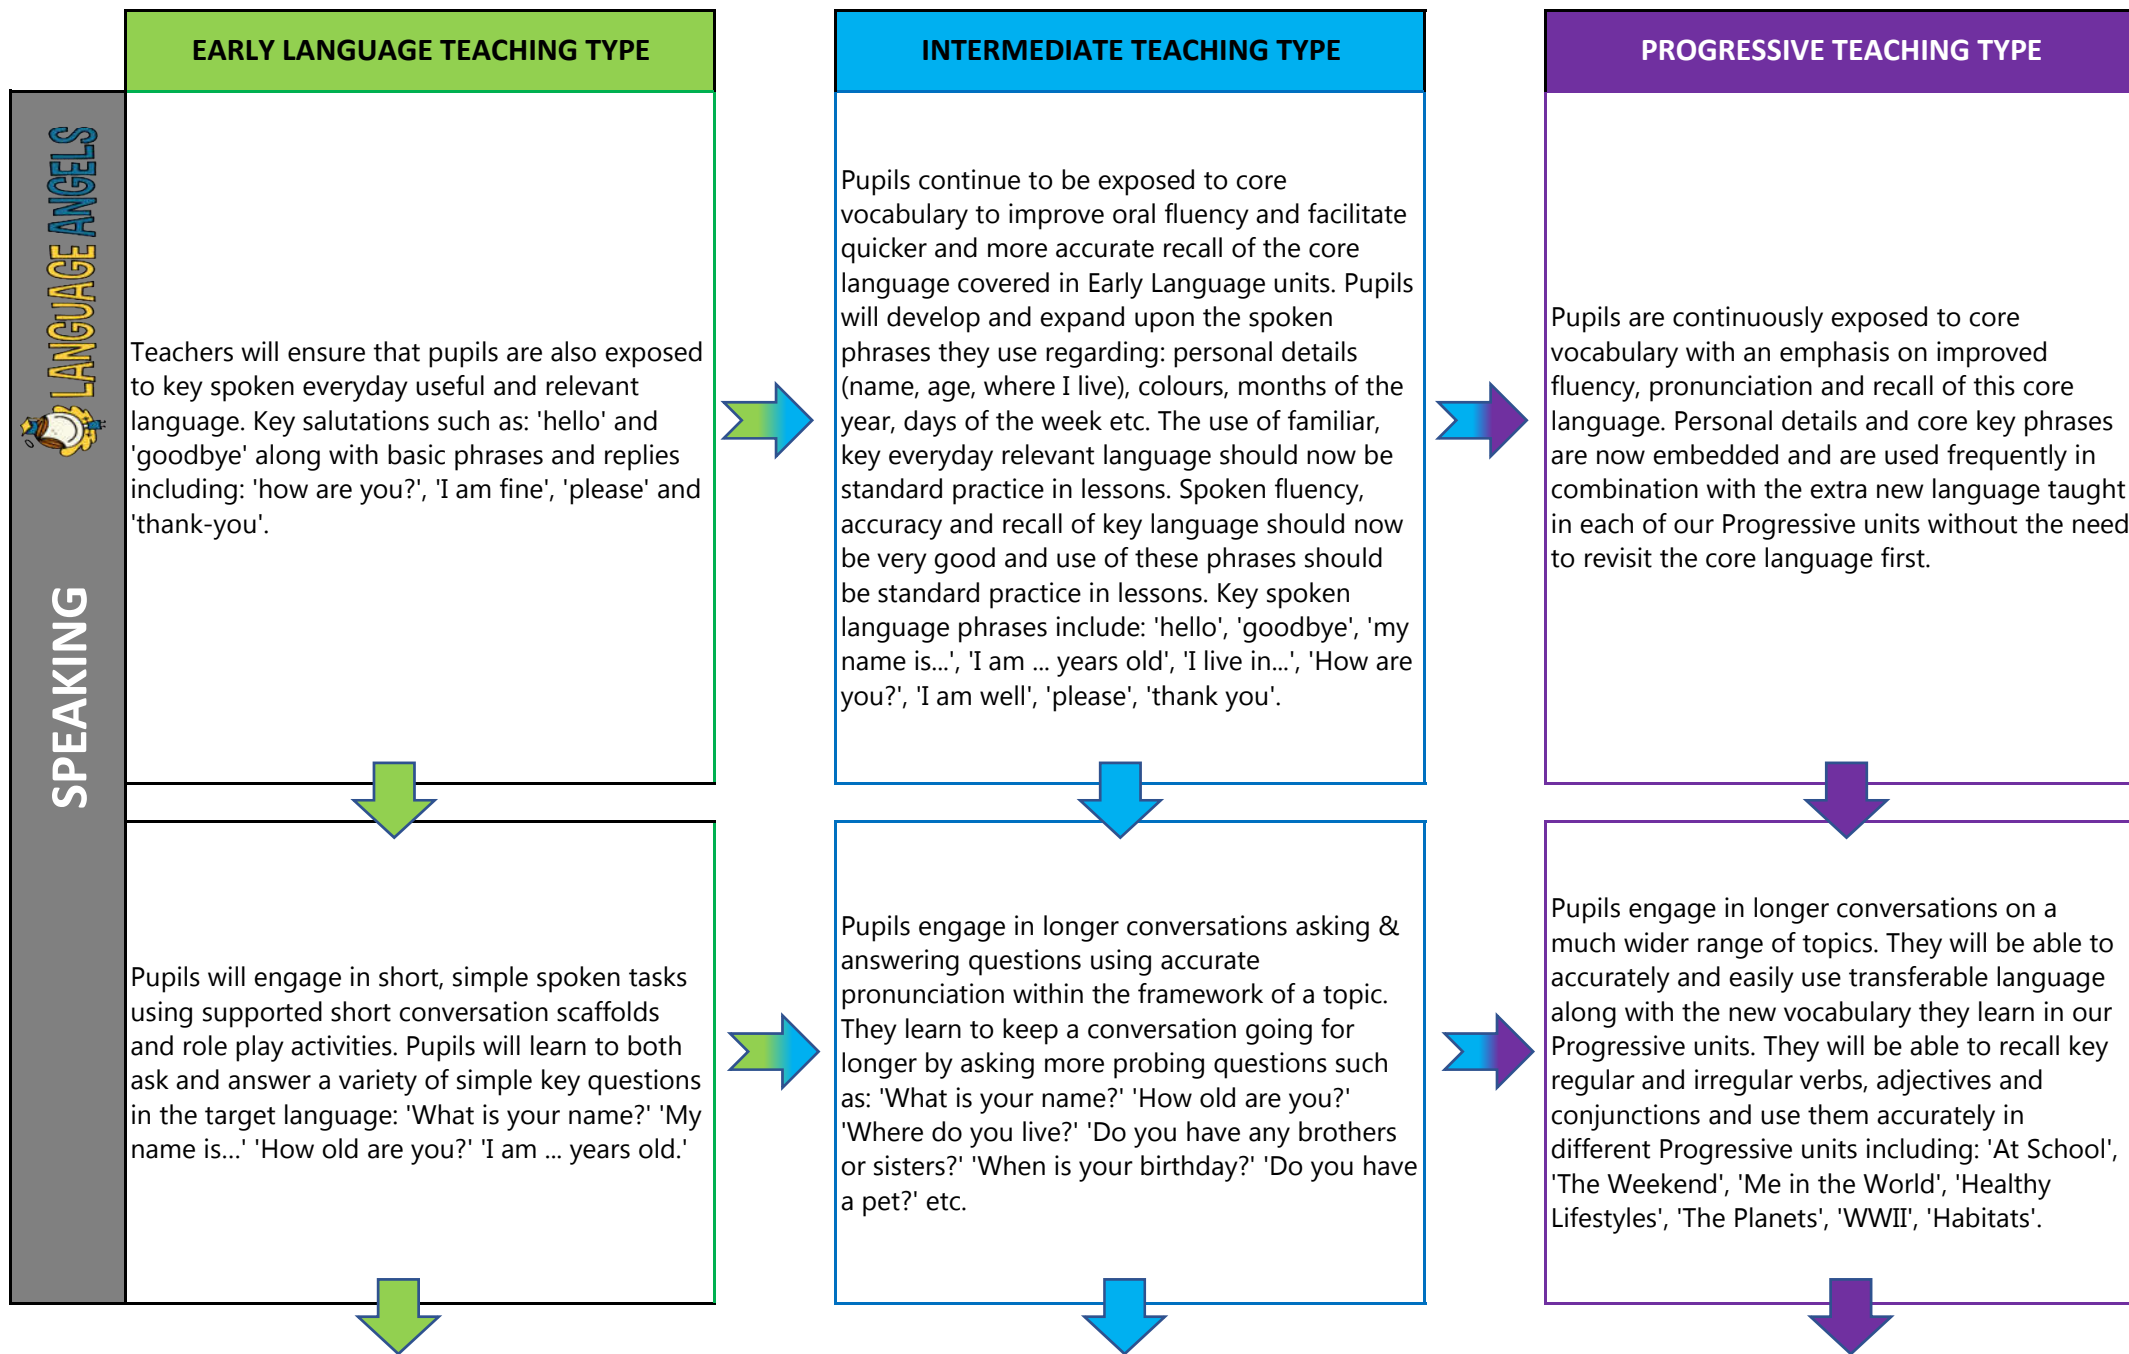 EARLY LANGUAGE TEACHING TYPE
INTERMEDIATE TEACHING TYPE
PROGRESSIVE TEACHING TYPE
LANGUAGE ANGELS
SPEAKING
Teachers will ensure that pupils are also exposed
to key spoken everyday useful and relevant
language. Key salutations such as: 'hello' and
'goodbye' along with basic phrases and replies
including: 'how are you?', 'I am fine', 'please' and
'thank-you'.
Pupils continue to be exposed to core
vocabulary to improve oral fluency and facilitate
quicker and more accurate recall of the core
language covered in Early Language units. Pupils
will develop and expand upon the spoken
phrases they use regarding: personal details
(name, age, where I live), colours, months of the
year, days of the week etc. The use of familiar,
key everyday relevant language should now be
standard practice in lessons. Spoken fluency,
accuracy and recall of key language should now
be very good and use of these phrases should
be standard practice in lessons. Key spoken
language phrases include: 'hello', 'goodbye', 'my
name is...', 'I am ... years old', 'I live in...', 'How are
you?', 'I am well', 'please', 'thank you'.
Pupils are continuously exposed to core
vocabulary with an emphasis on improved
fluency, pronunciation and recall of this core
language. Personal details and core key phrases
are now embedded and are used frequently in
combination with the extra new language taught
in each of our Progressive units without the need
to revisit the core language first.
Pupils will engage in short, simple spoken tasks
using supported short conversation scaffolds
and role play activities. Pupils will learn to both
ask and answer a variety of simple key questions
in the target language: 'What is your name?' 'My
name is...' 'How old are you?' 'I am ... years old.'
Pupils engage in longer conversations asking &
answering questions using accurate
pronunciation within the framework of a topic.
They learn to keep a conversation going for
longer by asking more probing questions such
as: 'What is your name?' 'How old are you?'
'Where do you live?' 'Do you have any brothers
or sisters?' 'When is your birthday?' 'Do you have
a pet?' etc.
Pupils engage in longer conversations on a
much wider range of topics. They will be able to
accurately and easily use transferable language
along with the new vocabulary they learn in our
Progressive units. They will be able to recall key
regular and irregular verbs, adjectives and
conjunctions and use them accurately in
different Progressive units including: 'At School',
'The Weekend', 'Me in the World', 'Healthy
Lifestyles', 'The Planets', 'WWII', 'Habitats'.